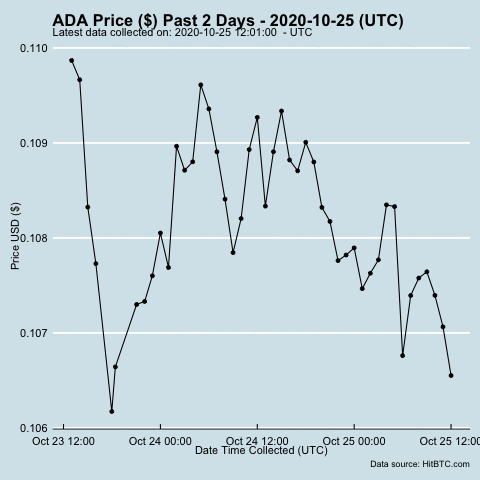 ADA Price ($) Past 2 Days - 2020-10-25 (UTC)
Latest data collected on: 2020-10-25 12:01:00  - UTC
0.110
0.109
0.108
0.107
0.106
Price USD ($)
Oct 23 12:00 Oct 24 00:00 Oct 24 12:00 Oct 25 00:00 Oct 25 12:00
Date Time Collected (UTC)
Data source: HitBTC.com